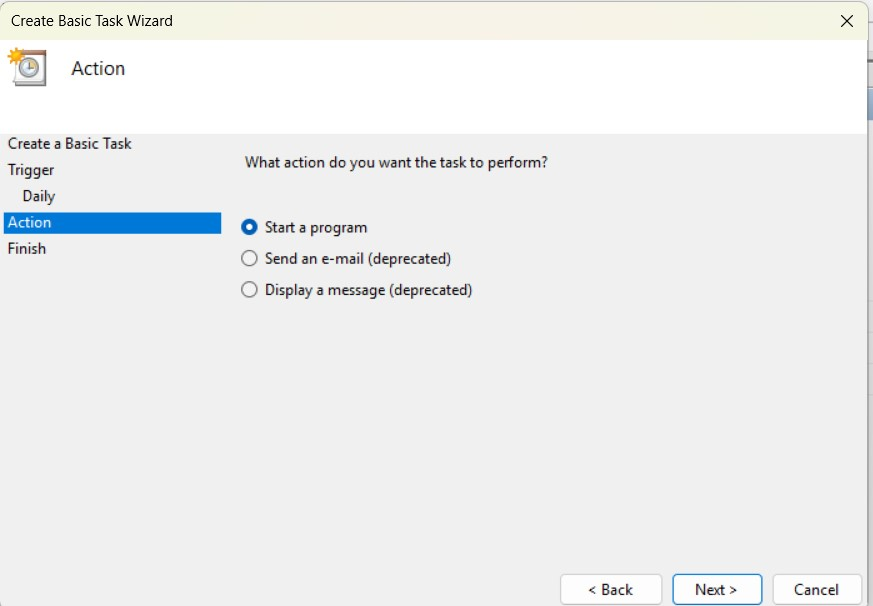 Create Basic Task Wizard
Action
Create a Basic Task
Trigger
Daily
Action
Finish
What action do you want the task to perform?
Start a program
Send an e-mail (deprecated)
Display a message (deprecated)
< Back
Next >
Cancel